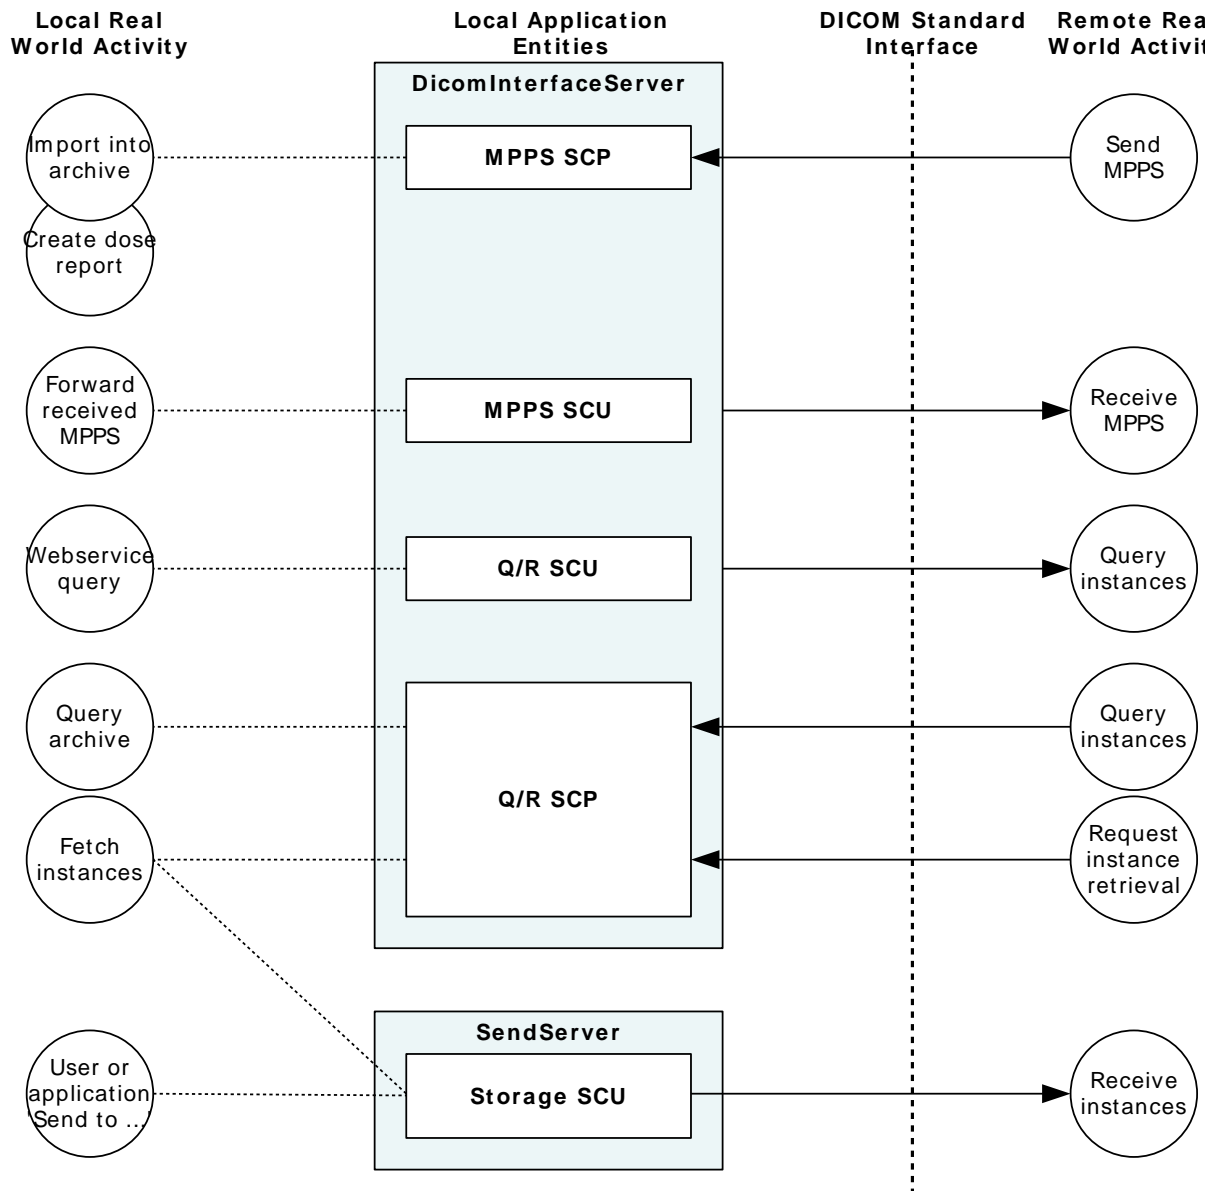 Local Real
World Activity
Local Application
Entities
DICOM Standard
Interface
Remote Rea
World Activit
DicomInterfaceServer
Import into
archive
MPPS SCP
Send
MPPS
Create dose
report
Forward
received
MPPS
MPPS SCU
Receive
MPPS
Webservice
query
Q/R SCU
Query
instances
Query
archive
Q/R SCP
Query
instances
Fetch
instances
Request
instance
retrieval
SendServer
User or
application
'Send to ...'
Storage SCU
Receive
instances